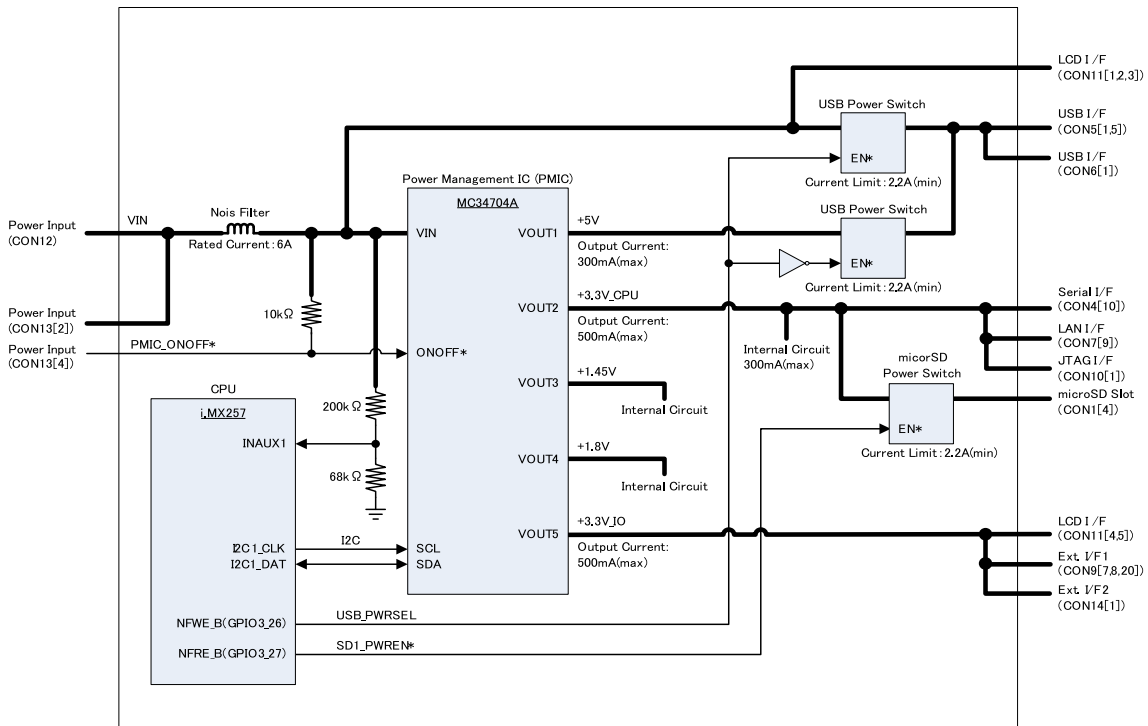 LCD I/F
(CON11[1,2,3])
USB Power Switch
USB I/F
(CON5[1,5])
EN*
USB I/F
(CON6[1])
Current Limit:2.2A(min)
Power Management IC (PMIC)
MC34704A
USB Power Switch
Power Input
(CON12)
VIN
Nois Filter
Rated Current:6A
VIN
VOUT1
+5V
Output Current:
300mA(max)
EN*
Current Limit:2.2A(min)
Power Input
(CON13[2])
10kΩ
VOUT2
+3.3V_CPU
Output Current:
500mA(max)
Serial I/F
(CON4[10])
Power Input
(CON13[4])
PMIC_ONOFF*
ONOFF*
Internal Circuit
300mA(max)
LAN I/F
(CON7[9])
JTAG I/F
(CON10[1])
micorSD
Power Switch
VOUT3
+1.45V
Internal Circuit
microSD Slot
(CON1[4])
EN*
Current Limit:2.2A(min)
CPU
i.MX257
200kΩ
INAUX1
68kΩ
VOUT4
+1.8V
Internal Circuit
VOUT5
+3.3V_IO
Output Current:
500mA(max)
LCD I/F
(CON11[4,5])
I2C1_CLK
I2C
SCL
I2C1_DAT
SDA
Ext. I/F1
(CON9[7,8,20])
Ext. I/F2
(CON14[1])
NFWE_B(GPIO3_26)
USB_PWRSEL
NFRE_B(GPIO3_27)
SD1_PWREN*